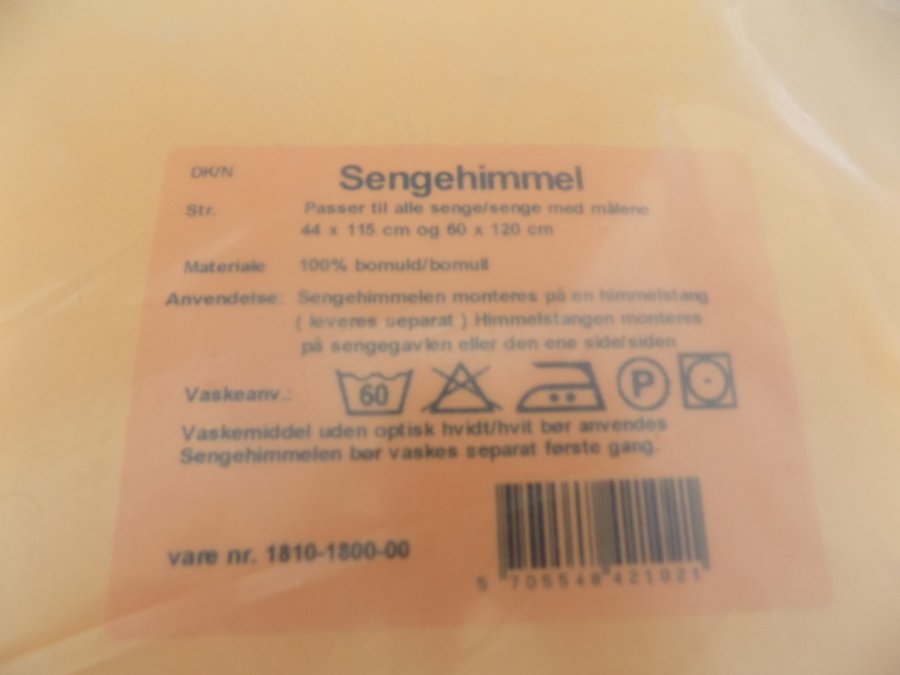 DK/N Sengehimmel
Str. Passer til alle senge/senge med målene
44 x 115 cm og 60 x 120 cm
Materiale 100% bomuld/bomull
Anvendelse: Sengehimmelen monteres på en himmelstang
( leveres separat ) Himmelstangen monteres
på sengegavlen eller den ene side/siden
Vaskeanv.: 60 P
Vaskemiddel uden optisk hvidt/hvit bør anvendes
Sengehimmelen bør vaskes separat første gang.
vare nr. 1810-1800-00
5 705548 421021